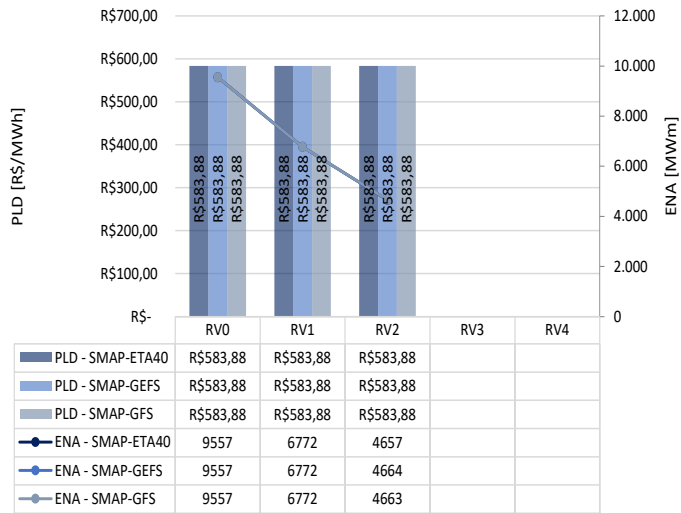 R$700,00
R$600,00
R$500,00
R$400,00
R$300,00
R$200,00
R$100,00
R$-
PLD [R$/MWh]
R$583,88 R$583,88 R$583,88
R$583,88 R$583,88 R$583,88
R$583,88 R$583,88 R$583,88
12.000
10.000
8.000
6.000
4.000
2.000
0
ENA [MWm]
RV0 RV1 RV2 RV3 RV4
PLD - SMAP-ETA40 R$583,88 R$583,88 R$583,88
PLD - SMAP-GEFS R$583,88 R$583,88 R$583,88
PLD - SMAP-GFS R$583,88 R$583,88 R$583,88
ENA - SMAP-ETA40 9557 6772 4657
ENA - SMAP-GEFS 9557 6772 4664
ENA - SMAP-GFS 9557 6772 4663